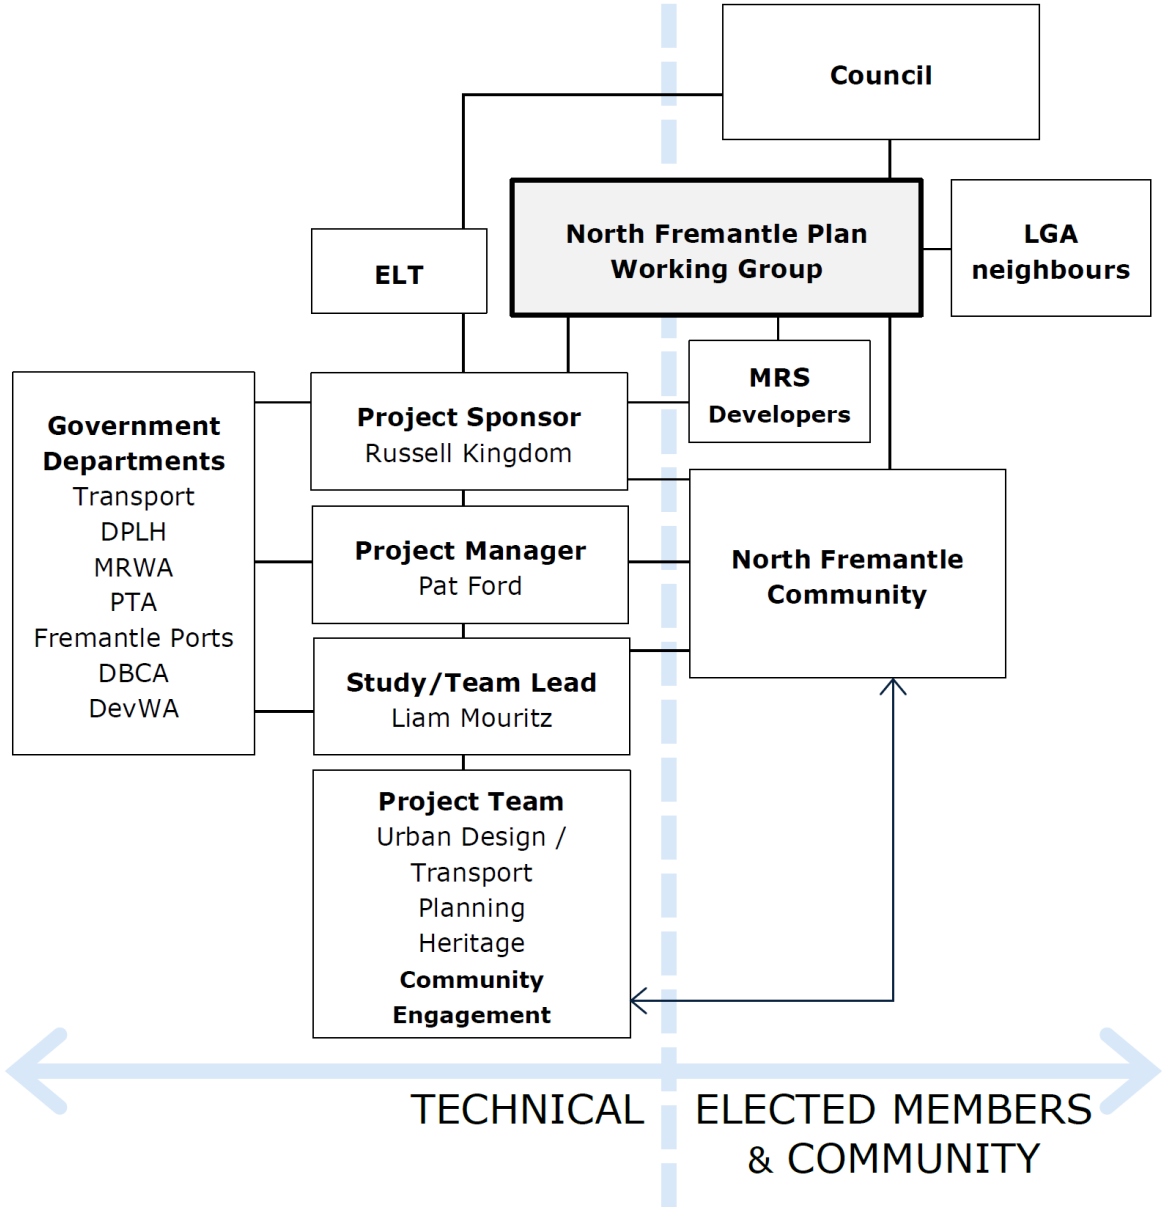 Council
North Fremantle Plan
Working Group
LGA
neighbours
ELT
MRS
Developers
Government
Departments
Transport
DPLH
MRWA
PTA
Fremantle Ports
DBCA
DevWA
Project Sponsor
Russell Kingdom
Project Manager
Pat Ford
North Fremantle
Community
Study/Team Lead
Liam Mouritz
Project Team
Urban Design /
Transport
Planning
Heritage
Community
Engagement
TECHNICAL
ELECTED MEMBERS
& COMMUNITY